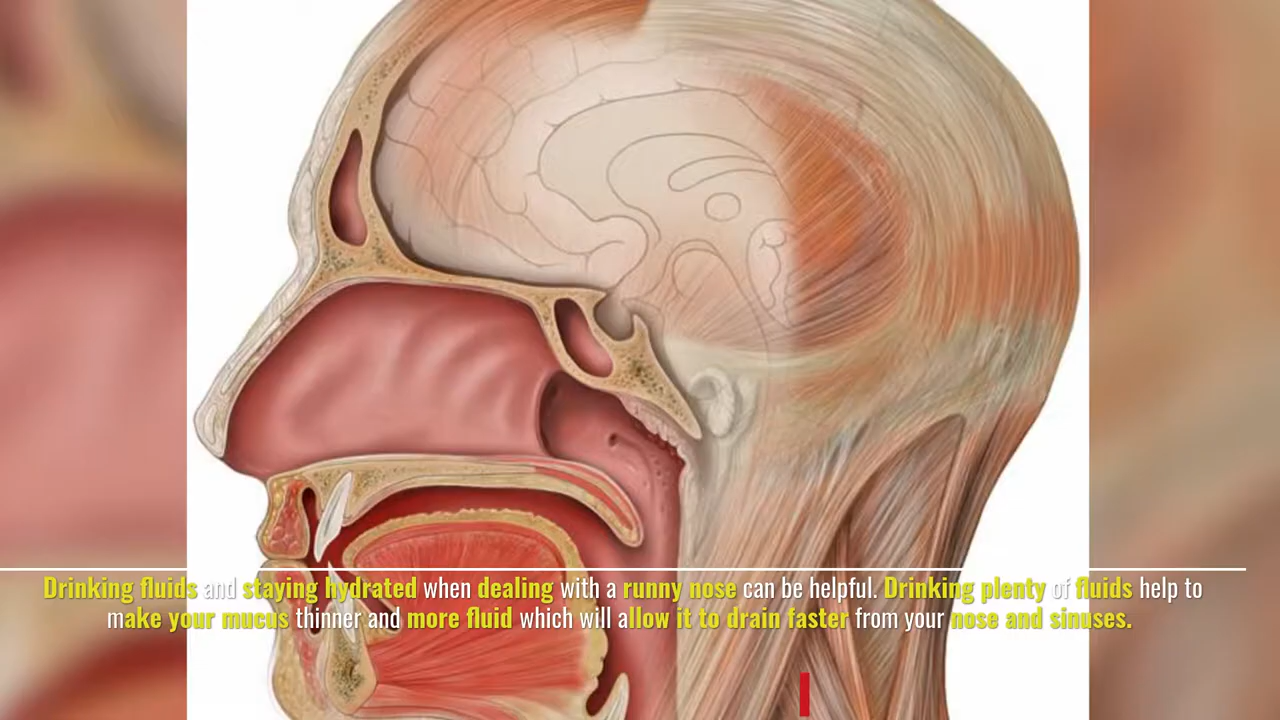 Drinking fluids and staying hydrated when dealing with a runny nose can be helpful. Drinking plenty of fluids help to
make your mucus thinner and more fluid which will allow it to drain faster from your nose and sinuses.